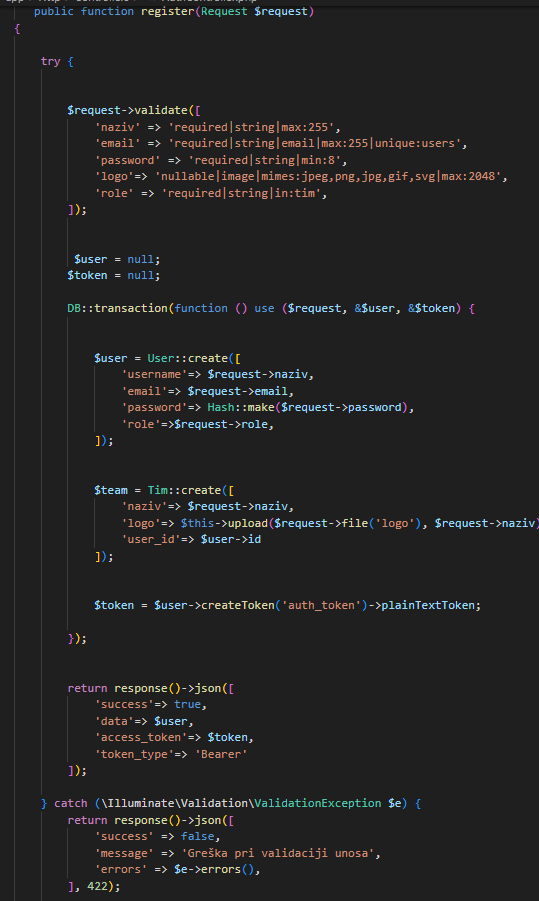 public function register(Request $request)
{
try {
$request->validate([
'naziv' => 'required|string|max:255',
'email' => 'required|string|email|max:255|unique:users',
'password' => 'required|string|min:8',
'logo'=> 'nullable|image|mimes:jpeg,png,jpg,gif,svg|max:2048',
'role' => 'required|string|in:tim',
]);
$user = null;
$token = null;
DB::transaction(function () use ($request, &$user, &$token) {
$user = User::create([
'username'=> $request->naziv,
'email'=> $request->email,
'password'=> Hash::make($request->password),
'role'=>$request->role,
]);
$team = Tim::create([
'naziv'=> $request->naziv,
'logo'=> $this->upload($request->file('logo'), $request->naziv)
'user_id'=> $user->id
]);
$token = $user->createToken('auth_token')->plainTextToken;
});
return response()->json([
'success'=> true,
'data'=> $user,
'access_token'=> $token,
'token_type'=> 'Bearer'
]);
} catch (\Illuminate\Validation\ValidationException $e) {
return response()->json([
'success' => false,
'message' => 'Greška pri validaciji unosa',
'errors' => $e->errors(),
], 422);